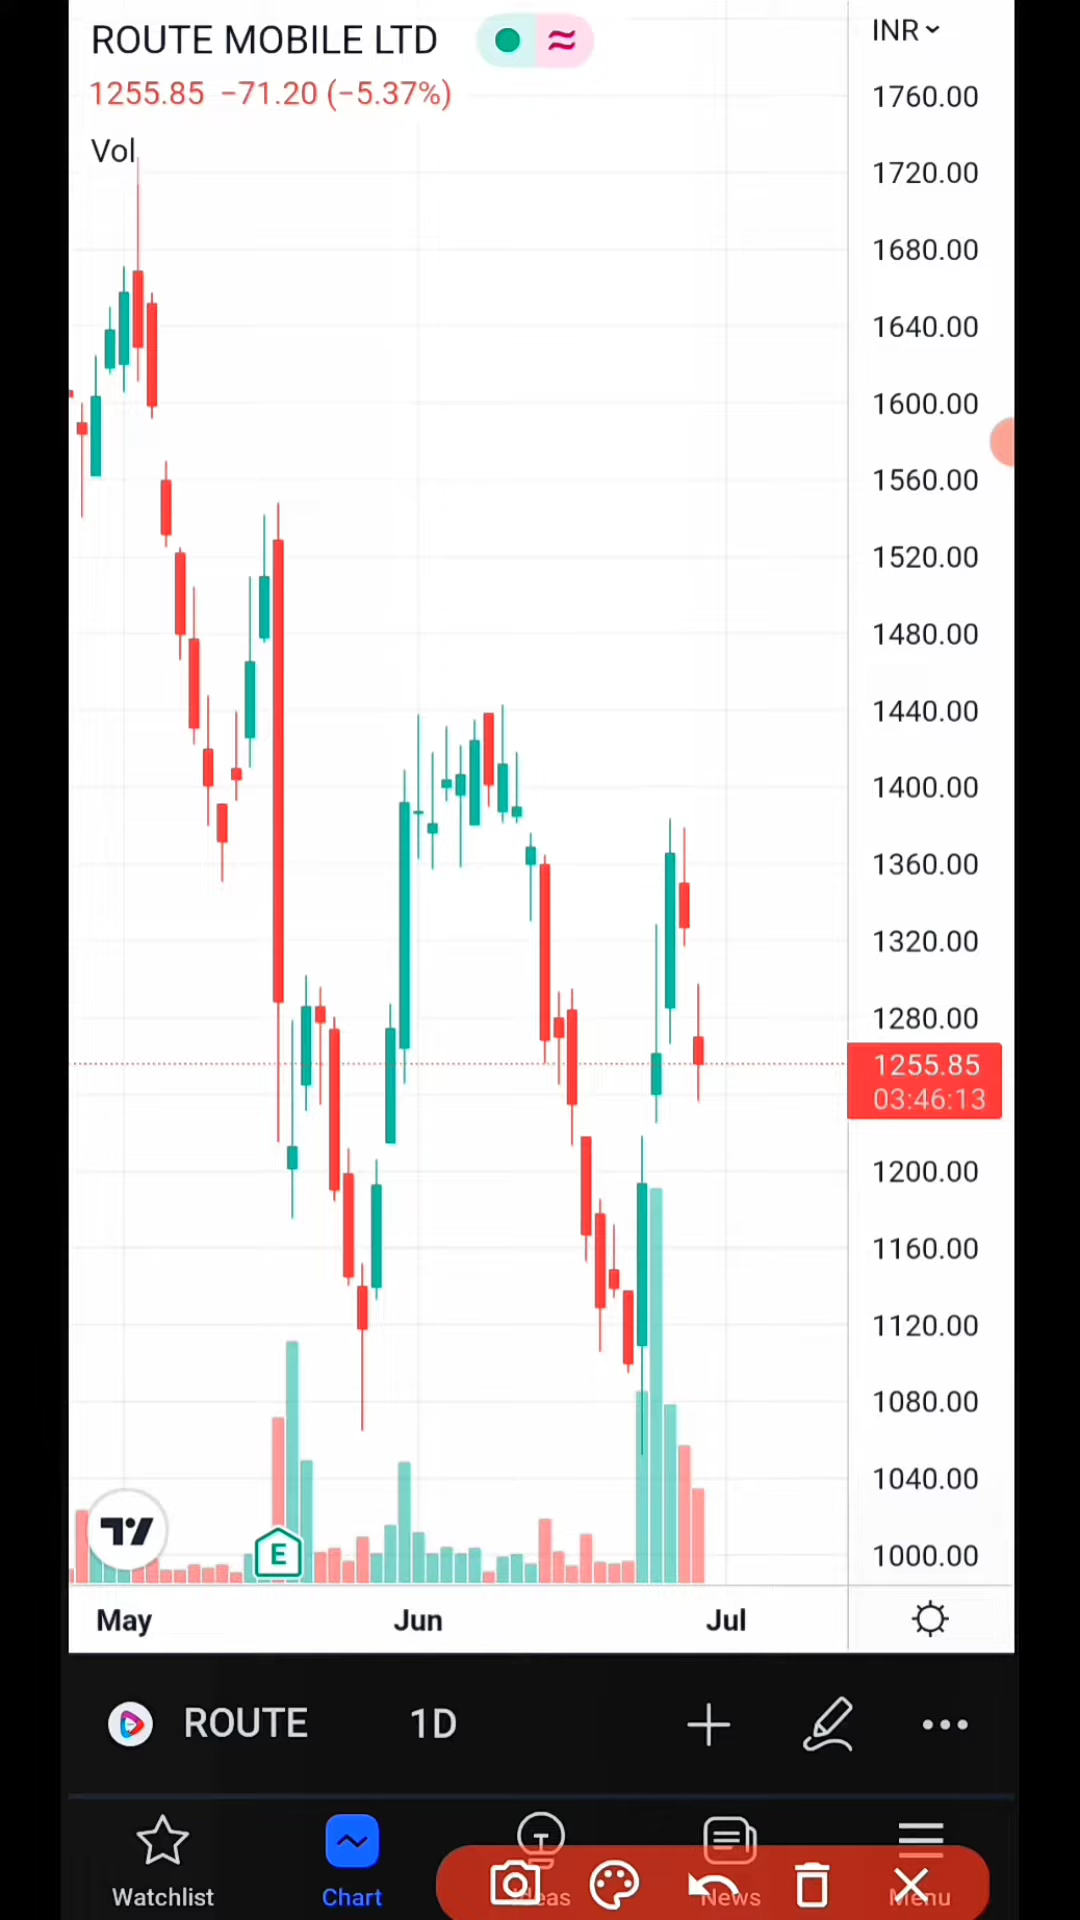 ROUTE MOBILE LTD
INR
1255.85 −71.20 (−5.37%)
Vol
1760.00
1720.00
1680.00
1640.00
1600.00
1560.00
1520.00
1480.00
1440.00
1400.00
1360.00
1320.00
1280.00
1255.85
03:46:13
1200.00
1160.00
1120.00
1080.00
1040.00
1000.00
E
May Jun Jul
ROUTE 1D
Watchlist Chart Ideas News Menu